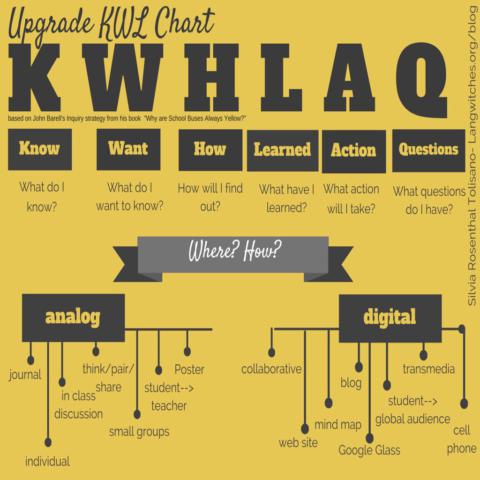 Upgrade KWL Chart
K W H L A Q
based on John Barell's Inquiry strategy from his book "Why are School Buses Always Yellow?"
Know Want How Learned Action Questions
What do I What do I How will I find What have I What action What questions
know? want to know? out? learned? will I take? do I have?
Silvia Rosenthal Tolisano- Langwitches.org/blog
Where? How?
analog
journal
individual
in class
discussion
think/pair/
share
small groups
student-->
teacher
Poster
digital
collaborative
web site
mind map
blog
Google Glass
student-->
global audience
transmedia
cell
phone